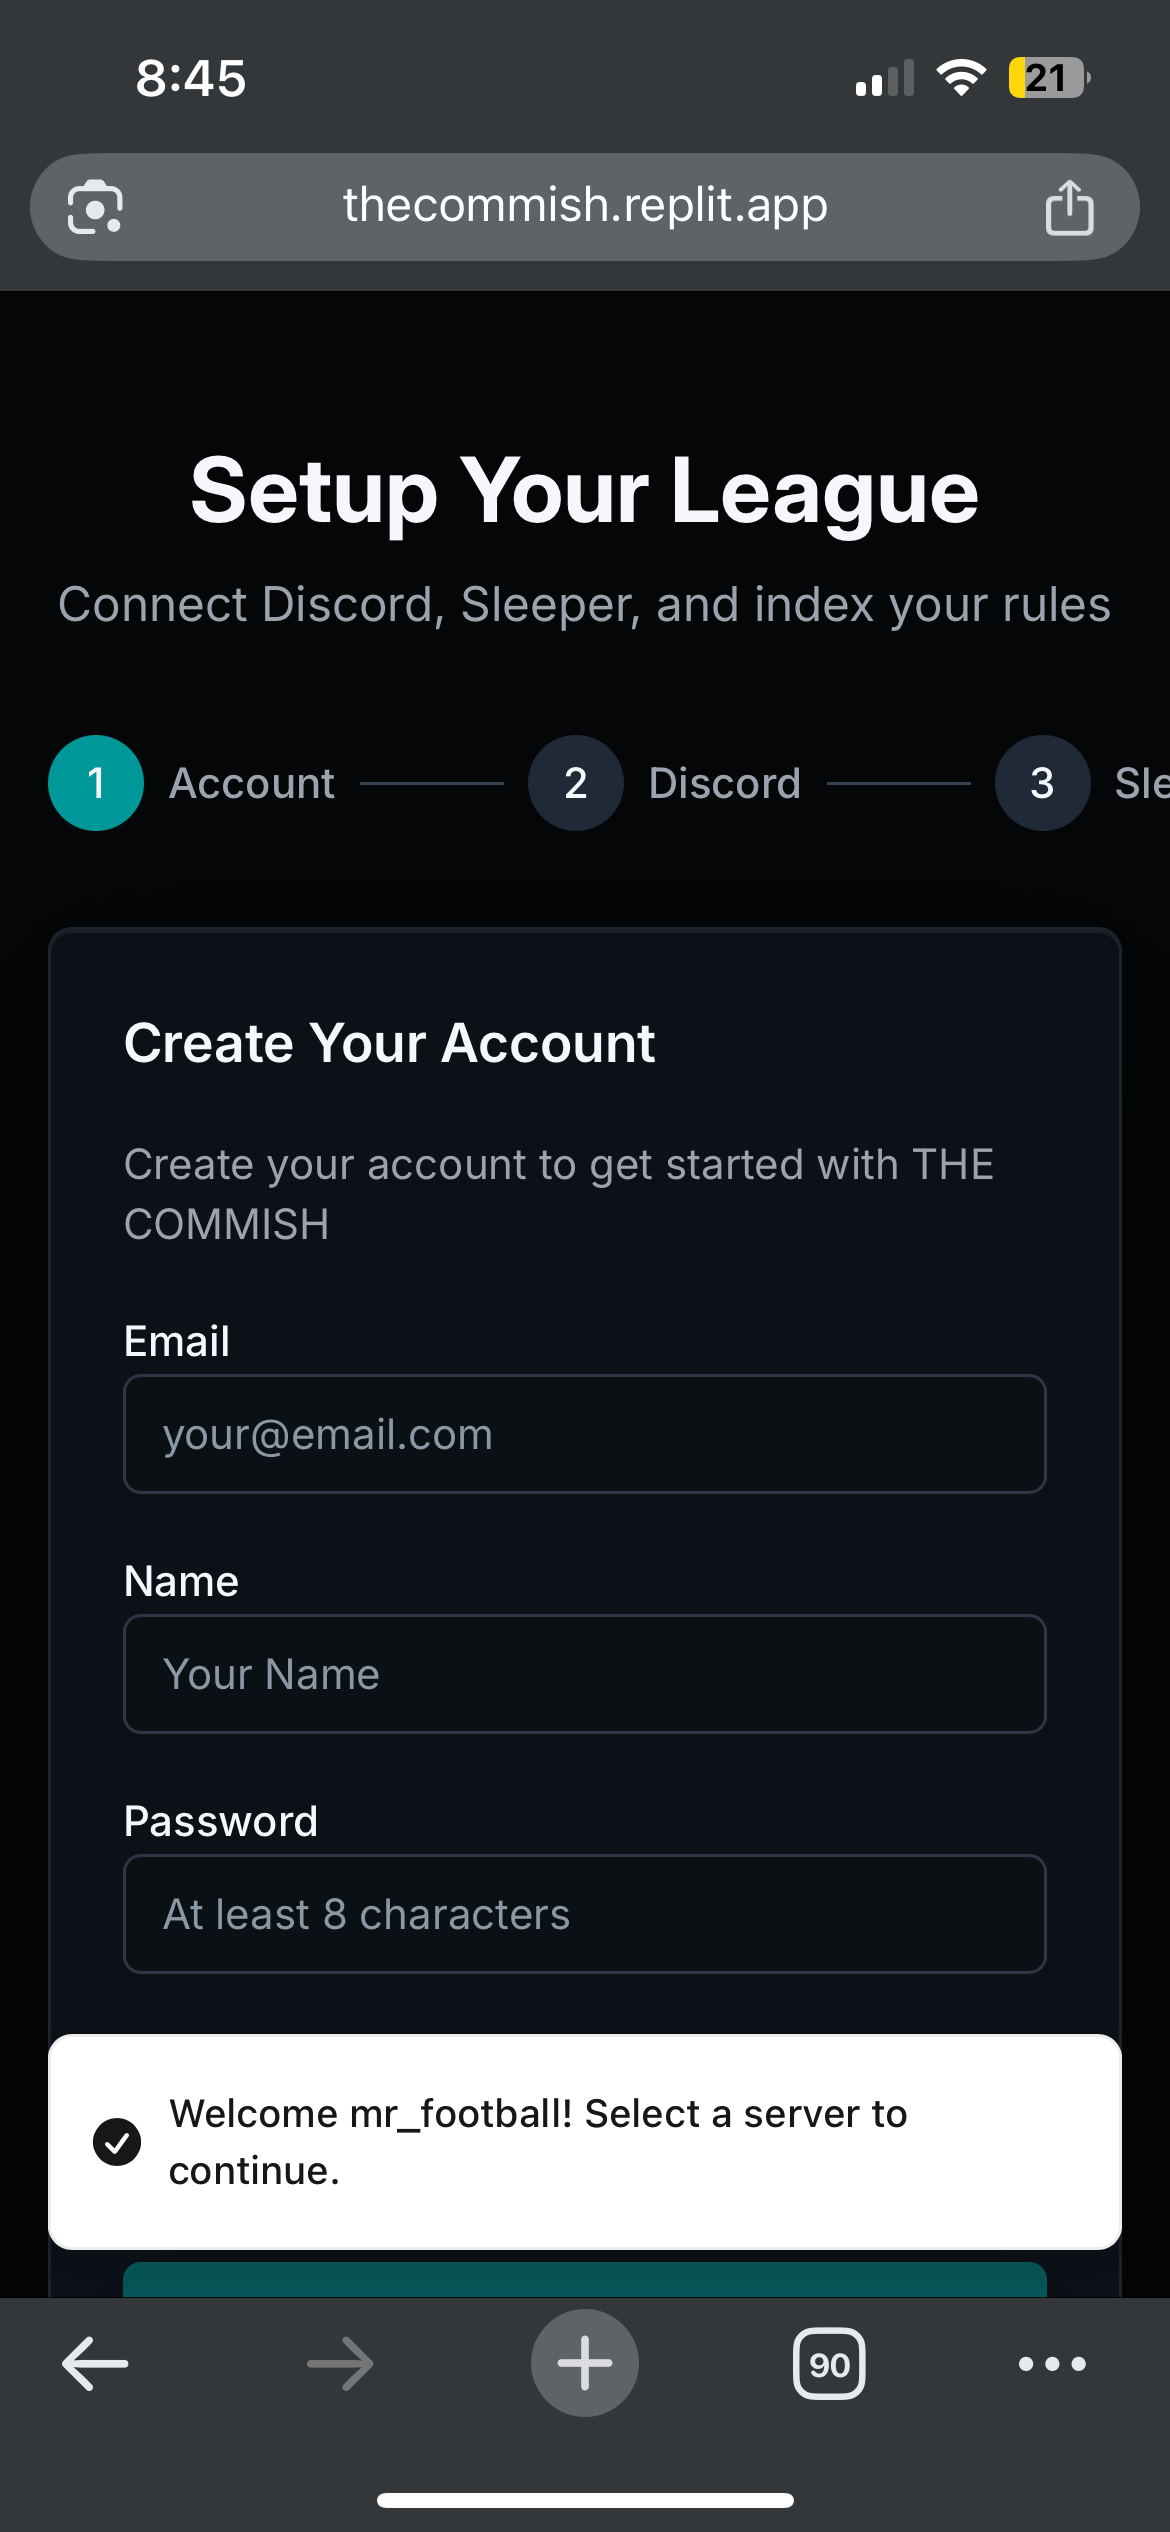 8:45
21
thecommish.replit.app
Setup Your League
Connect Discord, Sleeper, and index your rules
1 Account 2 Discord 3 Sle
Create Your Account
Create your account to get started with THE
COMMISH
Email
your@email.com
Name
Your Name
Password
At least 8 characters
Welcome mr_football! Select a server to
continue.
90